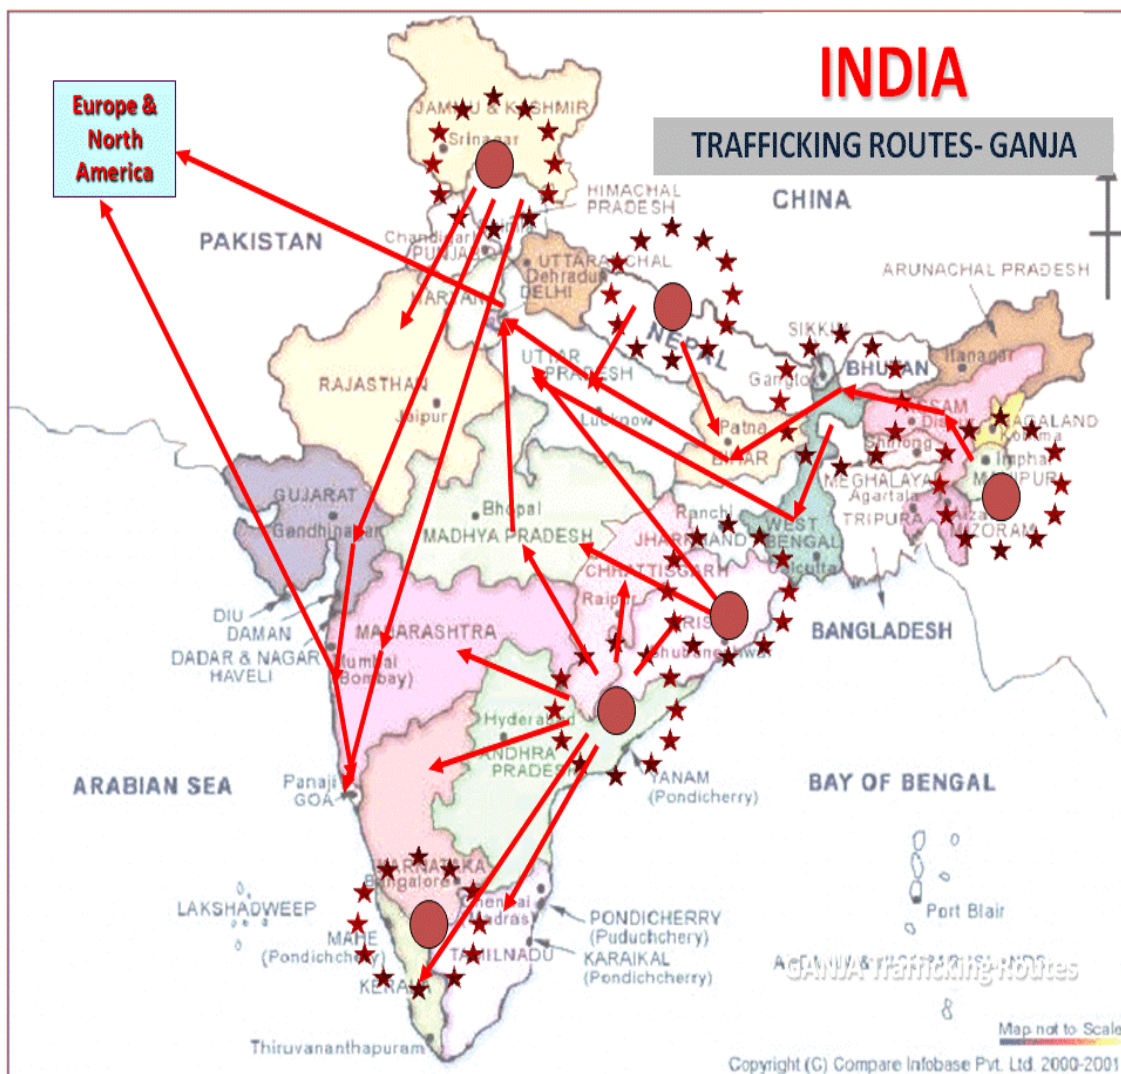 INDIA
TRAFFICKING ROUTES- GANJA
Europe &
North
America
JAMMU & KASHMIR
Srinagar
HIMACHAL
PRADESH
CHINA
PAKISTAN
Chandigarh
PUNJAB
UTTARANCHAL
Dehradun
DELHI
ARUNACHAL PRADESH
NEPAL
SIKKIM
BHUTAN
Itanagar
Gangtok
RAJASTHAN
Jaipur
UTTAR
PRADESH
Lucknow
Patna
BIHAR
ASSAM
Shillong
NAGALAND
Kohima
Imphal
MANIPUR
MEGHALAYA
Agartala
TRIPURA
MIZORAM
GUJARAT
Gandhinagar
Bhopal
MADHYA PRADESH
Ranchi
JHARKHAND
WEST
BENGAL
Calcutta
CHHATTISGARH
Raipur
Bhubaneshwar
BANGLADESH
DIU
DAMAN
DADAR & NAGAR
HAVELI
MAHARASHTRA
Mumbai
(Bombay)
Hyderabad
ANDHRA
PRADESH
YANAM
(Pondicherry)
ARABIAN SEA
Panaji
GOA
BAY OF BENGAL
KARNATAKA
Bangalore
Chennai
(Madras)
LAKSHADWEEP
MAHE
(Pondichchery)
PONDICHERRY
(Puduchchery)
KARAIKAL
(Pondichcherry)
TAMILNADU
KERALA
Thiruvananthapuram
Port Blair
GANJA Trafficking Routes
Map not to Scale
Copyright (C) Compare Infobase Pvt. Ltd. 2000-2001